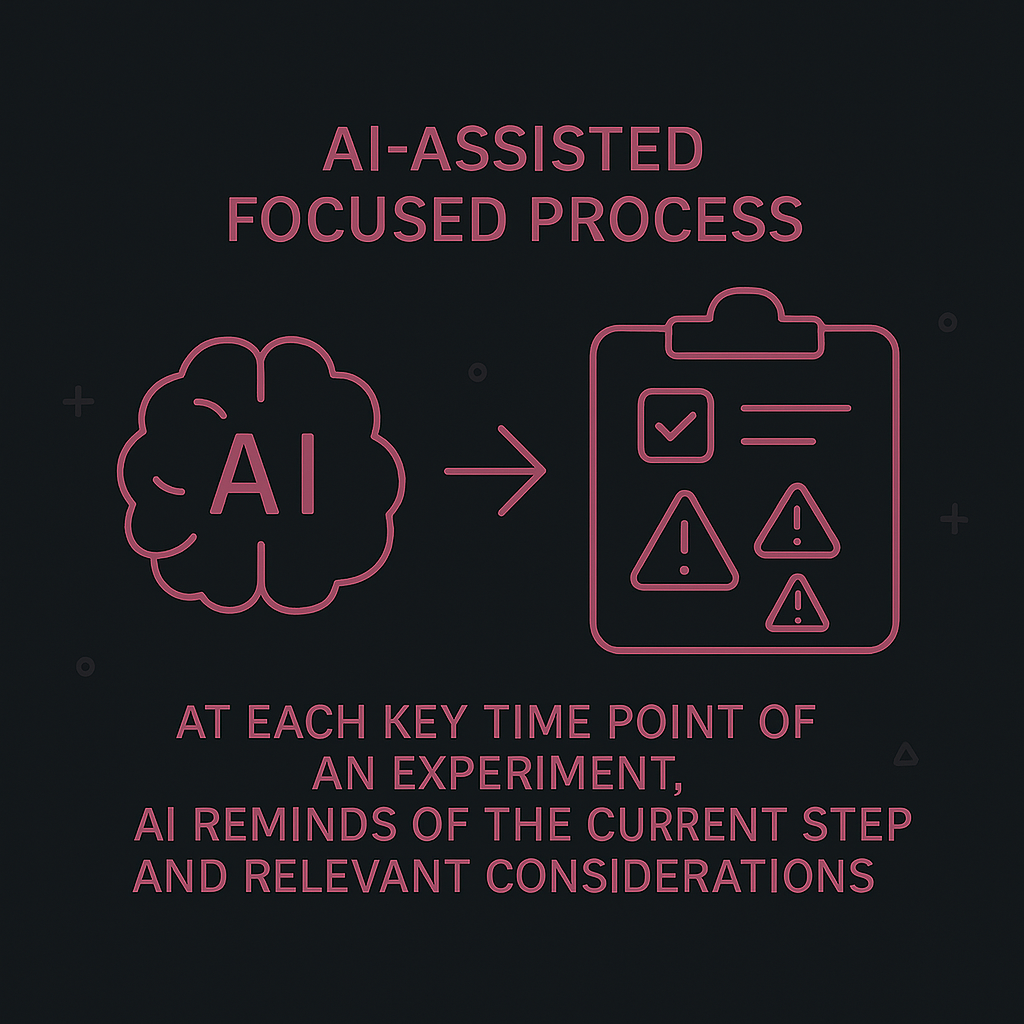 AI-ASSISTED
FOCUSED PROCESS
AI
AT EACH KEY TIME POINT OF
AN EXPERIMENT,
AI REMINDS OF THE CURRENT STEP
AND RELEVANT CONSIDERATIONS